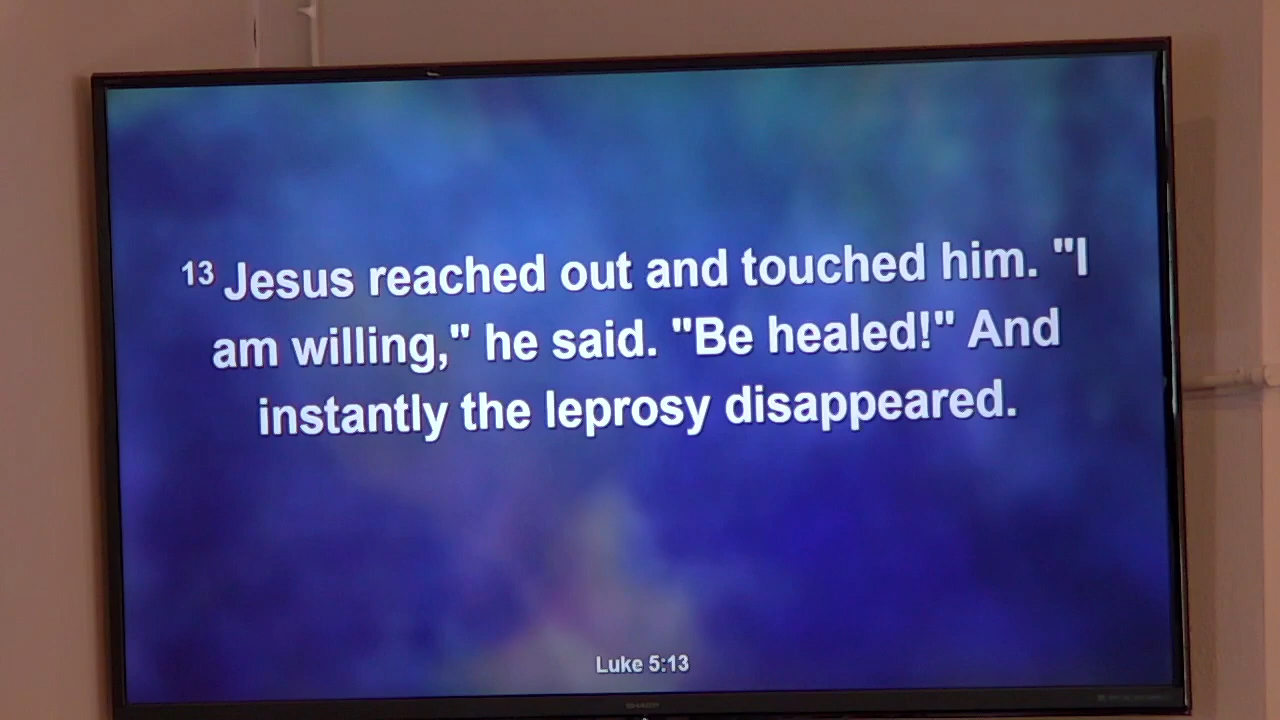 13 Jesus reached out and touched him. "I
am willing," he said. "Be healed!" And
instantly the leprosy disappeared.
Luke 5:13
SHARP